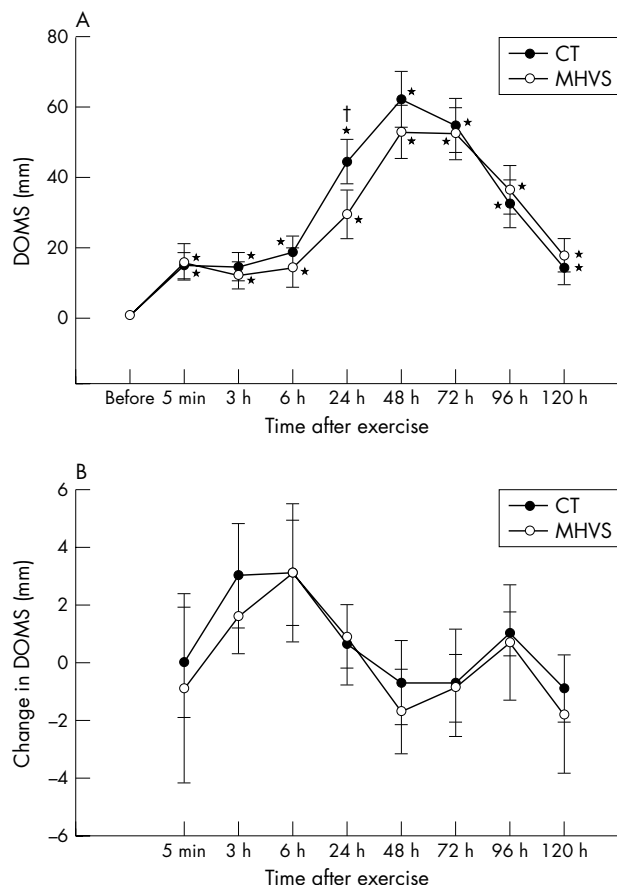 A
80
60
40
20
0
DOMS (mm)
CT
MHVS
†
Before 5 min 3 h 6 h 24 h 48 h 72 h 96 h 120 h
Time after exercise
B
6
4
2
0
–2
–4
–6
Change in DOMS (mm)
CT
MHVS
5 min 3 h 6 h 24 h 48 h 72 h 96 h 120 h
Time after exercise